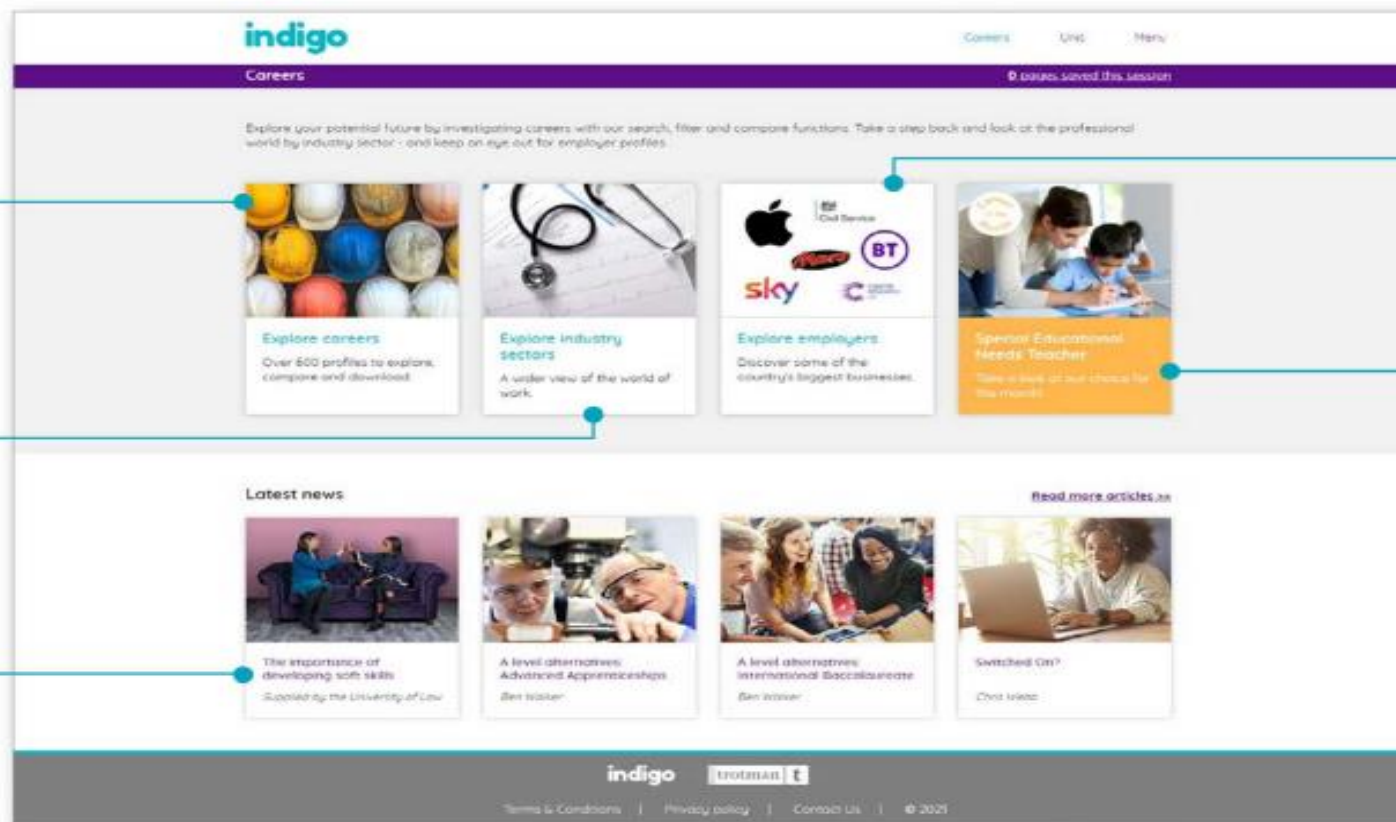 indigo
Careers Unis Menu
Careers
0 pages saved this session
Explore your potential future by investigating careers with our search, filter and compare functions. Take a step back and look at the professional
world by industry sector - and keep an eye out for employer profiles.
Civil Service
BT
Mars
sky
Explore careers
Over 600 profiles to explore,
compare and download.
Explore industry
sectors
A wider view of the world of
work.
Explore employers
Discover some of the
country's biggest businesses.
Special Educational
Needs Teacher
Take a look at our choice for
the month
Latest news
Read more articles >>
The importance of
developing soft skills
Supplied by the University of Law
A level alternatives:
Advanced Apprenticeships
Ben Walker
A level alternatives:
International Baccalaureate
Ben Walker
Switched On?
Chris
indigo trotman t
Terms & Conditions | Privacy policy | Contact Us | © 2021